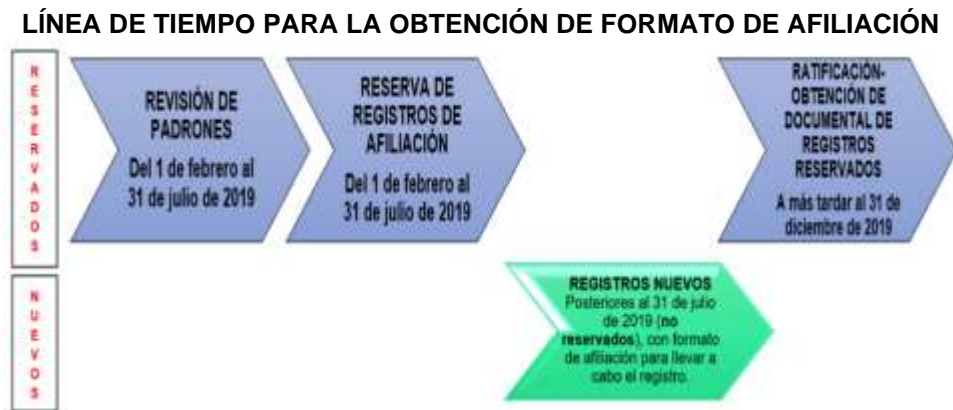 LÍNEA DE TIEMPO PARA LA OBTENCIÓN DE FORMATO DE AFILIACIÓN
RESERVADOS
REVISIÓN DE
PADRONES
Del 1 de febrero al
31 de julio de 2019
RESERVA DE
REGISTROS DE
AFILIACIÓN
Del 1 de febrero al
31 de julio de 2019
RATIFICACIÓN-
OBTENCIÓN DE
DOCUMENTAL DE
REGISTROS
RESERVADOS
A más tardar al 31 de
diciembre de 2019
NUEVOS
REGISTROS NUEVOS
Posteriores al 31 de julio
de 2019 (no
reservados), con formato
de afiliación para llevar a
cabo el registro.